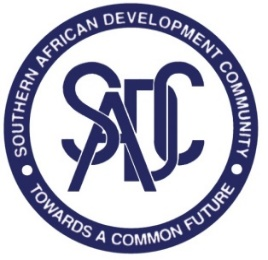 SOUTHERN AFRICAN DEVELOPMENT COMMUNITY
SADC
TOWARDS A COMMON FUTURE